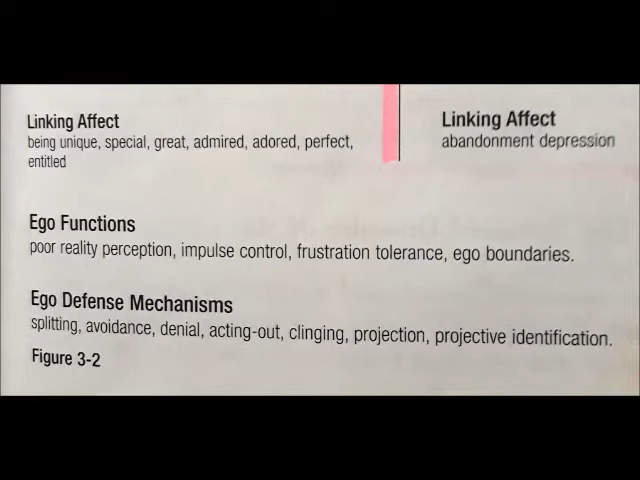 Linking Affect
being unique, special, great, admired, adored, perfect,
entitled
Linking Affect
abandonment depression
Ego Functions
poor reality perception, impulse control, frustration tolerance, ego boundaries.
Ego Defense Mechanisms
splitting, avoidance, denial, acting-out, clinging, projection, projective identification.
Figure 3-2